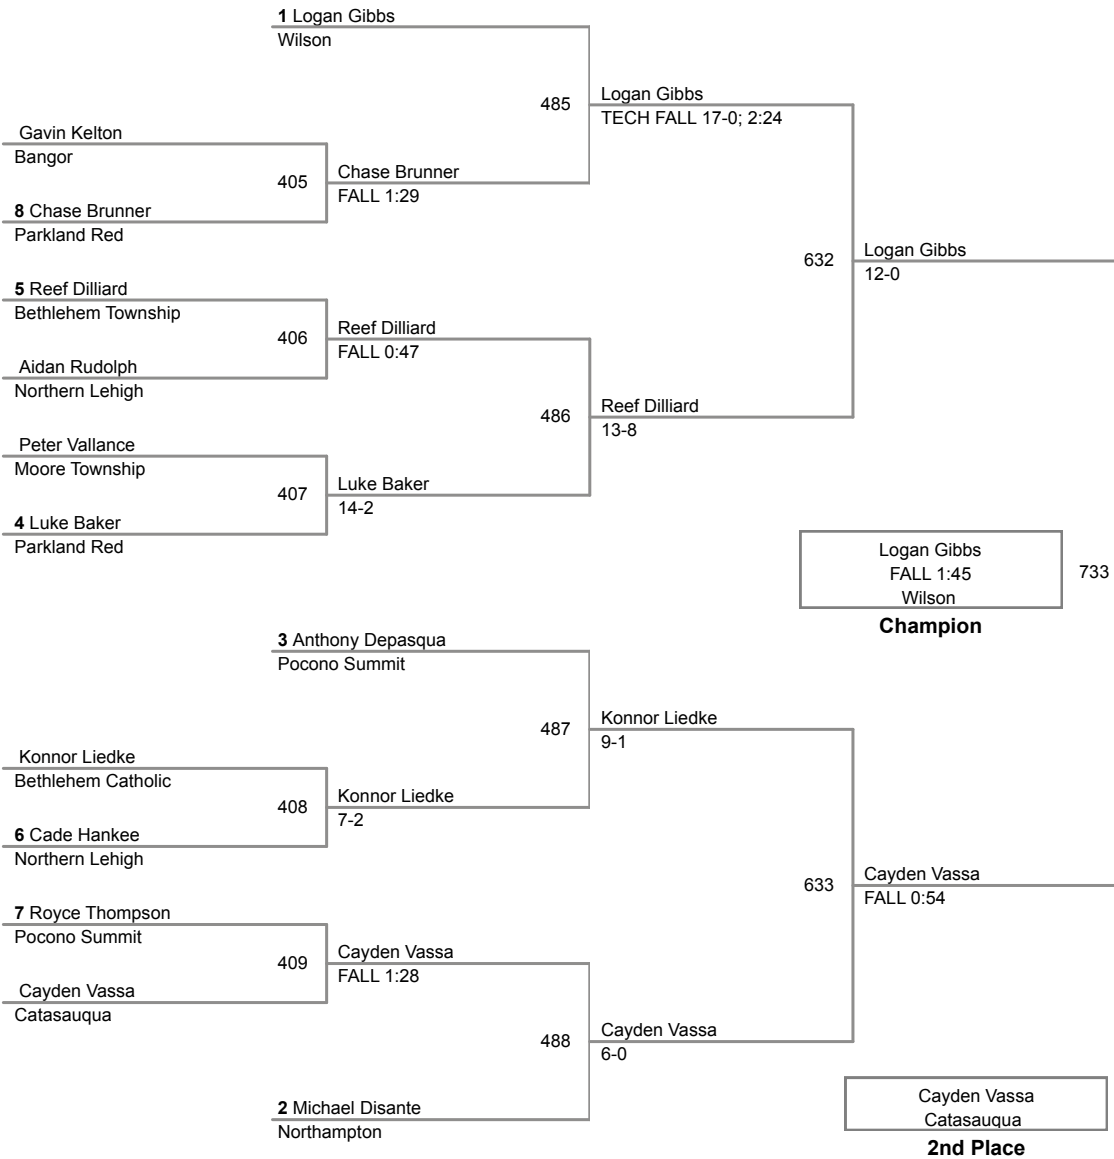 1 Logan Gibbs
Wilson
485
Logan Gibbs
TECH FALL 17-0; 2:24
Gavin Kelton
Bangor
405
Chase Brunner
FALL 1:29
8 Chase Brunner
Parkland Red
632
Logan Gibbs
12-0
5 Reef Dilliard
Bethlehem Township
406
Reef Dilliard
FALL 0:47
Aidan Rudolph
Northern Lehigh
486
Reef Dilliard
13-8
Peter Vallance
Moore Township
407
Luke Baker
14-2
4 Luke Baker
Parkland Red
Logan Gibbs
FALL 1:45
Wilson
733
Champion
3 Anthony Depasqua
Pocono Summit
487
Konnor Liedke
9-1
Konnor Liedke
Bethlehem Catholic
408
Konnor Liedke
7-2
6 Cade Hankee
Northern Lehigh
633
Cayden Vassa
FALL 0:54
7 Royce Thompson
Pocono Summit
409
Cayden Vassa
FALL 1:28
Cayden Vassa
Catasauqua
488
Cayden Vassa
6-0
2 Michael Disante
Northampton
Cayden Vassa
Catasauqua
2nd Place